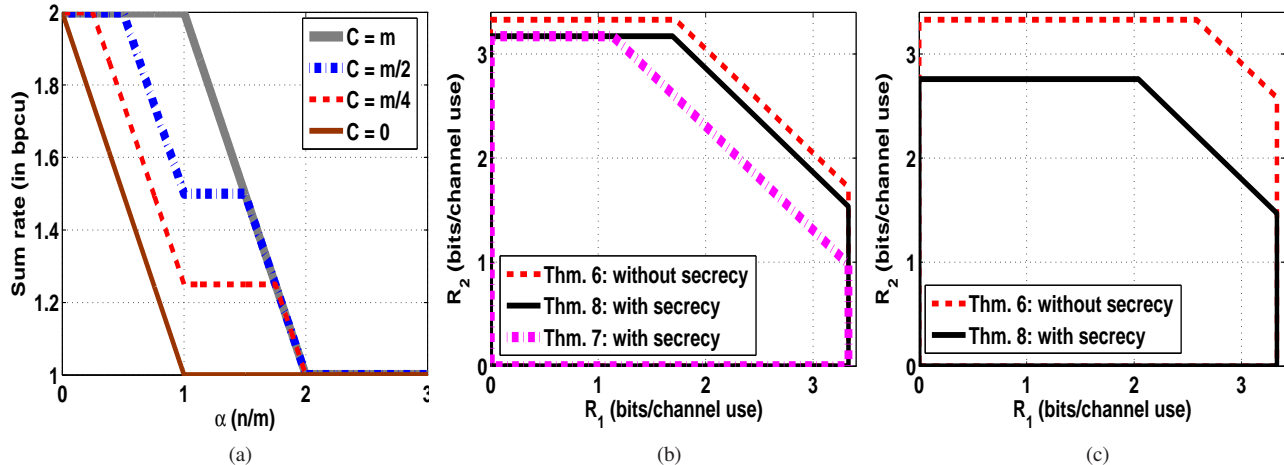 Sum rate (in bpcu)
2
1.8
1.6
1.4
1.2
1
0
1
2
3
α (n/m)
C = m
C = m/2
C = m/4
C = 0
(a)
R2 (bits/channel use)
3
2
1
0
0
1
2
3
R1 (bits/channel use)
Thm. 6: without secrecy
Thm. 8: with secrecy
Thm. 7: with secrecy
(b)
R2 (bits/channel use)
3
2
1
0
0
1
2
3
R1 (bits/channel use)
Thm. 6: without secrecy
Thm. 8: with secrecy
(c)